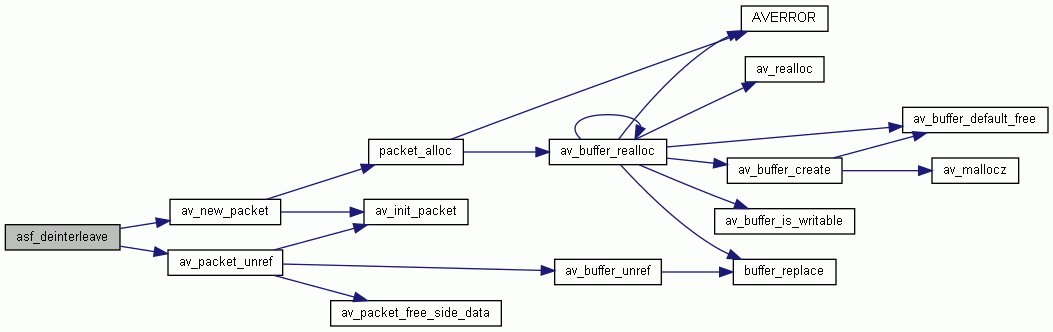 AVERROR
av_realloc
av_buffer_default_free
packet_alloc
av_buffer_realloc
av_buffer_create
av_mallocz
av_new_packet
av_init_packet
av_buffer_is_writable
asf_deinterleave
av_packet_unref
av_buffer_unref
buffer_replace
av_packet_free_side_data